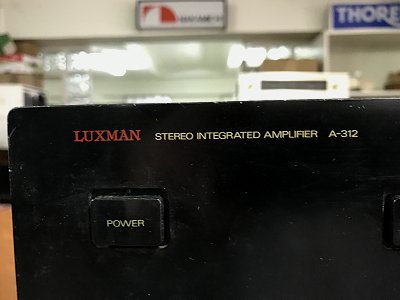 THORE
LUXMAN STEREO INTEGRATED AMPLIFIER A-312
POWER